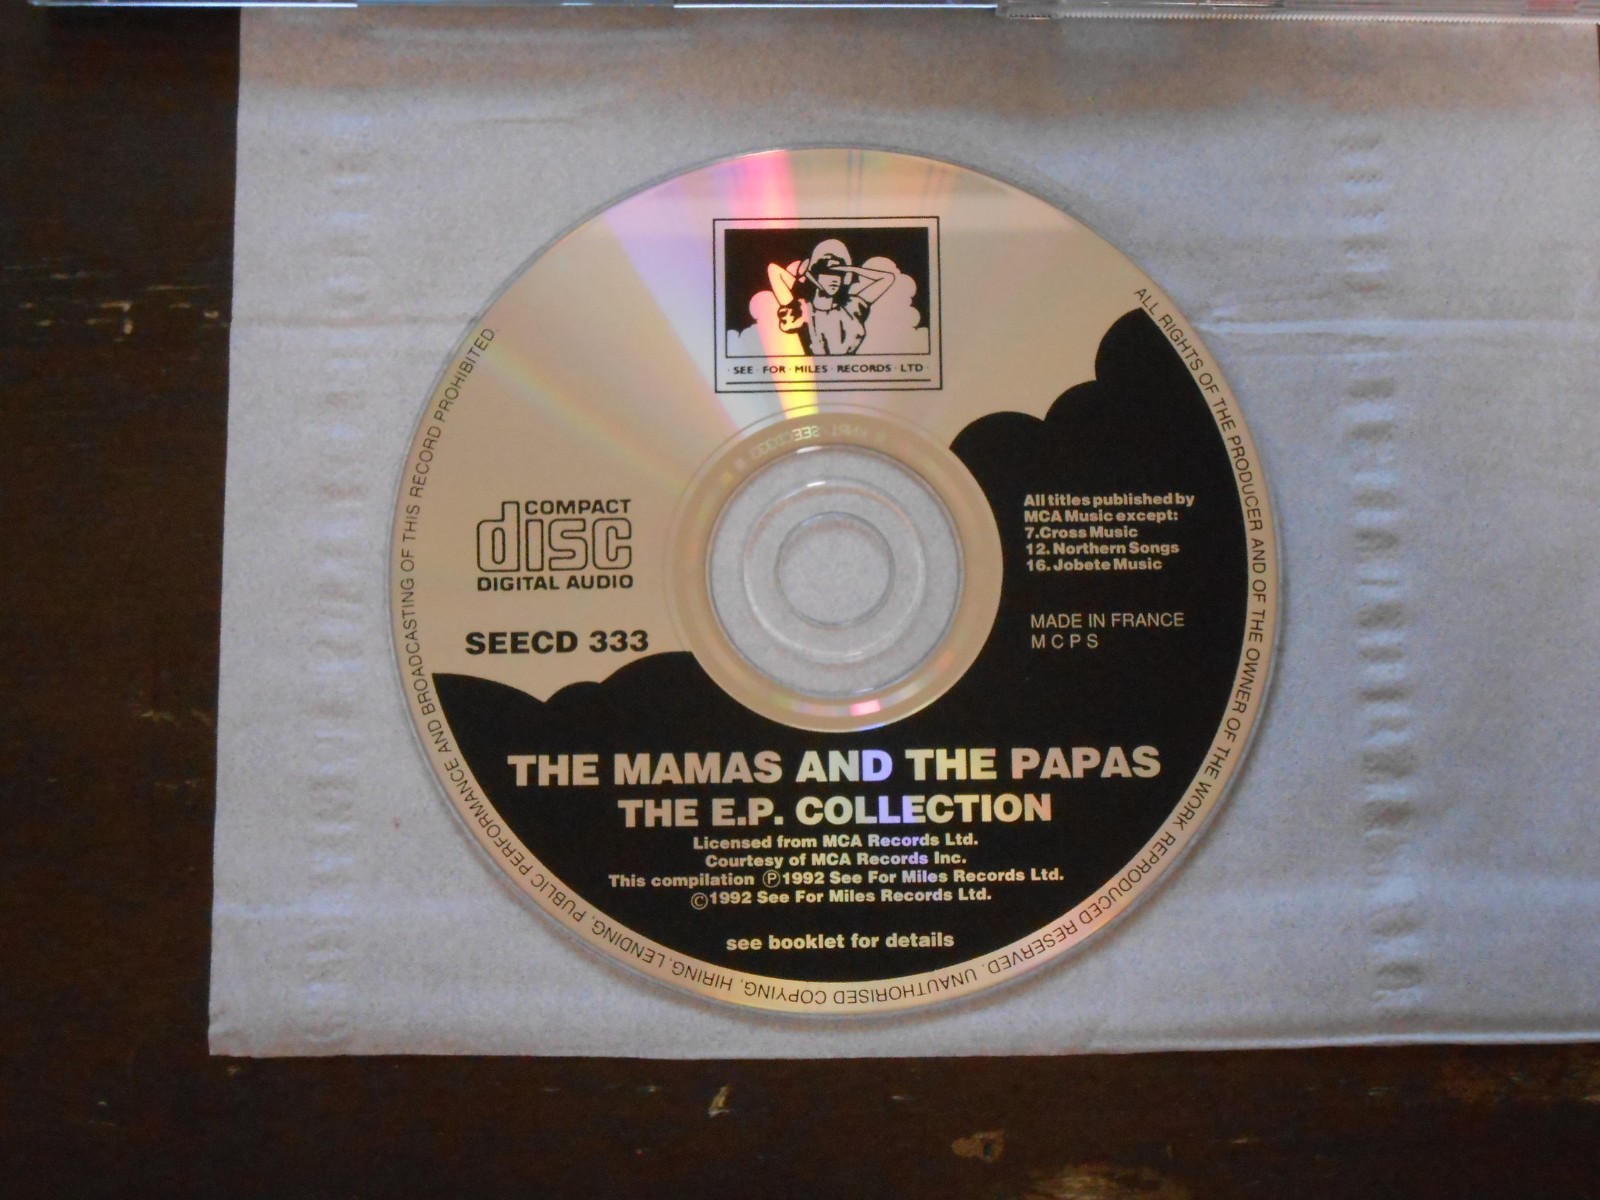 · SEE · FOR · MILES · RECORDS · LTD ·
COMPACT
disc
DIGITAL AUDIO
SEECD 333
All titles published by
MCA Music except:
7.Cross Music
12. Northern Songs
16. Jobete Music
MADE IN FRANCE
M C P S
THE MAMAS AND THE PAPAS
THE E.P. COLLECTION
Licensed from MCA Records Ltd.
Courtesy of MCA Records Inc.
This compilation Ⓟ1992 See For Miles Records Ltd.
©1992 See For Miles Records Ltd.
see booklet for details
ALL RIGHTS OF THE PRODUCER AND OF THE OWNER OF THE WORK REPRODUCED RESERVED. UNAUTHORISED COPYING, HIRING, LENDING, PUBLIC PERFORMANCE AND BROADCASTING OF THIS RECORD PROHIBITED.